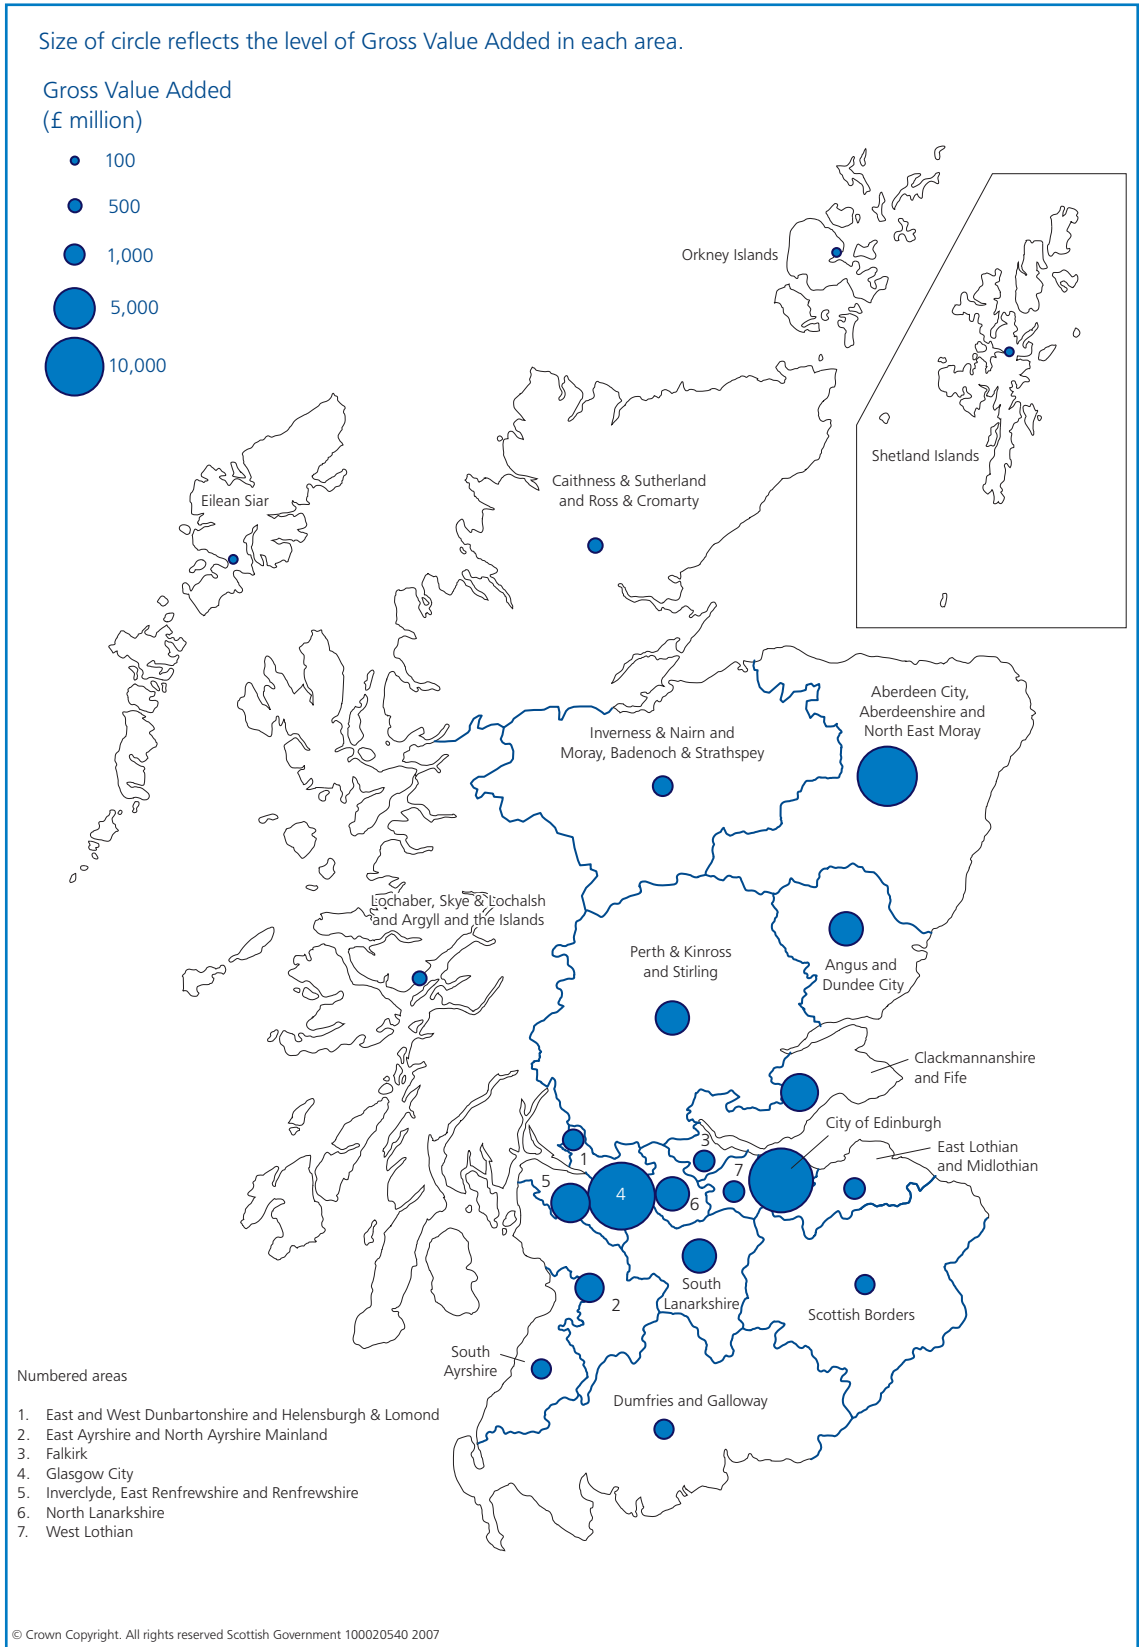 Size of circle reflects the level of Gross Value Added in each area.
Gross Value Added
(£ million)
100
500
1,000
5,000
10,000
Orkney Islands
Shetland Islands
Caithness & Sutherland
and Ross & Cromarty
Eilean Siar
Aberdeen City,
Aberdeenshire and
North East Moray
Inverness & Nairn and
Moray, Badenoch & Strathspey
Lochaber, Skye & Lochalsh
and Argyll and the Islands
Perth & Kinross
and Stirling
Angus and
Dundee City
Clackmannanshire
and Fife
City of Edinburgh
East Lothian
and Midlothian
3
1
7
5
4
6
South
Lanarkshire
2
Scottish Borders
South
Ayrshire
Dumfries and Galloway
Numbered areas
1. East and West Dunbartonshire and Helensburgh & Lomond
2. East Ayrshire and North Ayrshire Mainland
3. Falkirk
4. Glasgow City
5. Inverclyde, East Renfrewshire and Renfrewshire
6. North Lanarkshire
7. West Lothian
© Crown Copyright. All rights reserved Scottish Government 100020540 2007